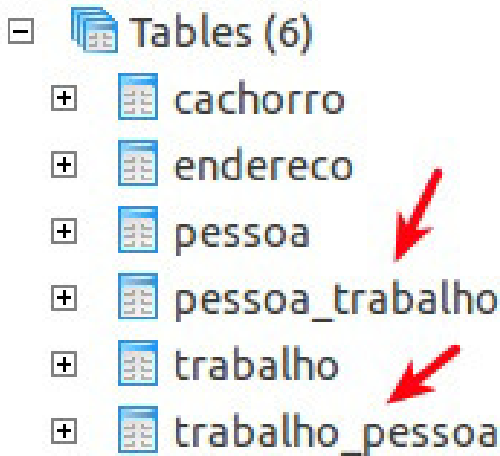 Tables (6)
cachorro
endereco
pessoa
pessoa_trabalho
trabalho
trabalho_pessoa